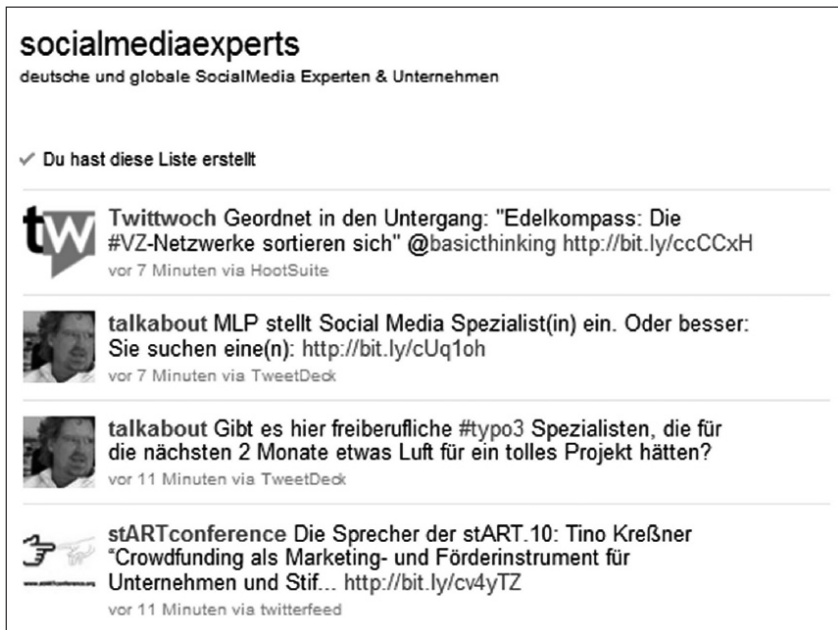 socialmediaexperts
deutsche und globale SocialMedia Experten & Unternehmen
Du hast diese Liste erstellt
tw
Twittwoch Geordnet in den Untergang: "Edelkompass: Die
#VZ-Netzwerke sortieren sich" @basicthinking http://bit.ly/ccCCxH
vor 7 Minuten via HootSuite
talkabout MLP stellt Social Media Spezialist(in) ein. Oder besser:
Sie suchen eine(n): http://bit.ly/cUq1oh
vor 7 Minuten via TweetDeck
talkabout Gibt es hier freiberufliche #typo3 Spezialisten, die für
die nächsten 2 Monate etwas Luft für ein tolles Projekt hätten?
vor 11 Minuten via TweetDeck
www.startconference.org
stARTconference Die Sprecher der stART.10: Tino Kreßner
“Crowdfunding als Marketing- und Förderinstrument für
Unternehmen und Stif... http://bit.ly/cv4yTZ
vor 11 Minuten via twitterfeed